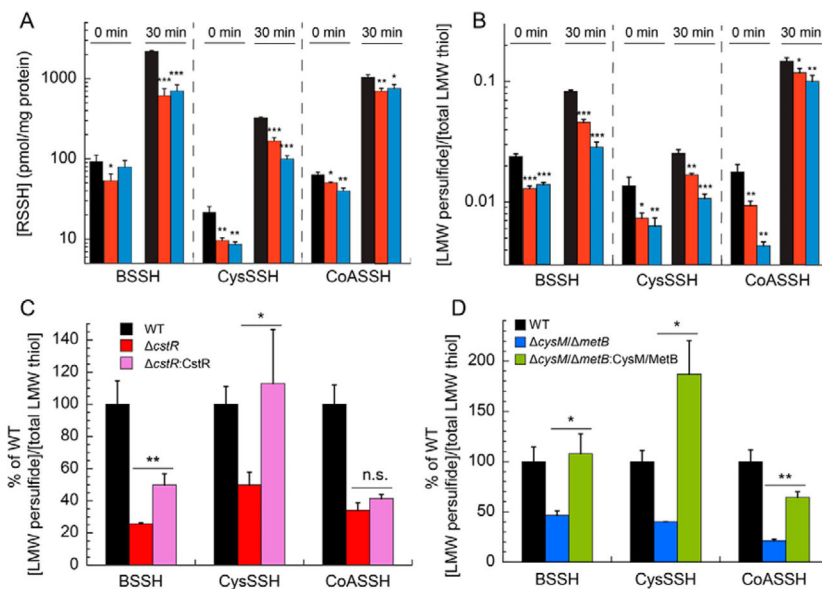 A
0 min 30 min 0 min 30 min 0 min 30 min
[RSSH] (pmol/mg protein)
1000
100
10
* *** ***
** ** *** ***
* ** ** *
BSSH CysSSH CoASSH
B
0 min 30 min 0 min 30 min 0 min 30 min
[LMW persulfide]/[total LMW thiol]
0.1
0.01
*** *** *** ***
* ** ** ***
** ** * **
BSSH CysSSH CoASSH
C
WT
ΔcstR
ΔcstR:CstR
% of WT
[LMW persulfide]/[total LMW thiol]
140
120
100
80
60
40
20
0
**
*
n.s.
BSSH CysSSH CoASSH
D
WT
ΔcysM/ΔmetB
ΔcysM/ΔmetB:CysM/MetB
% of WT
[LMW persulfide]/[total LMW thiol]
200
150
100
50
0
*
*
**
BSSH CysSSH CoASSH